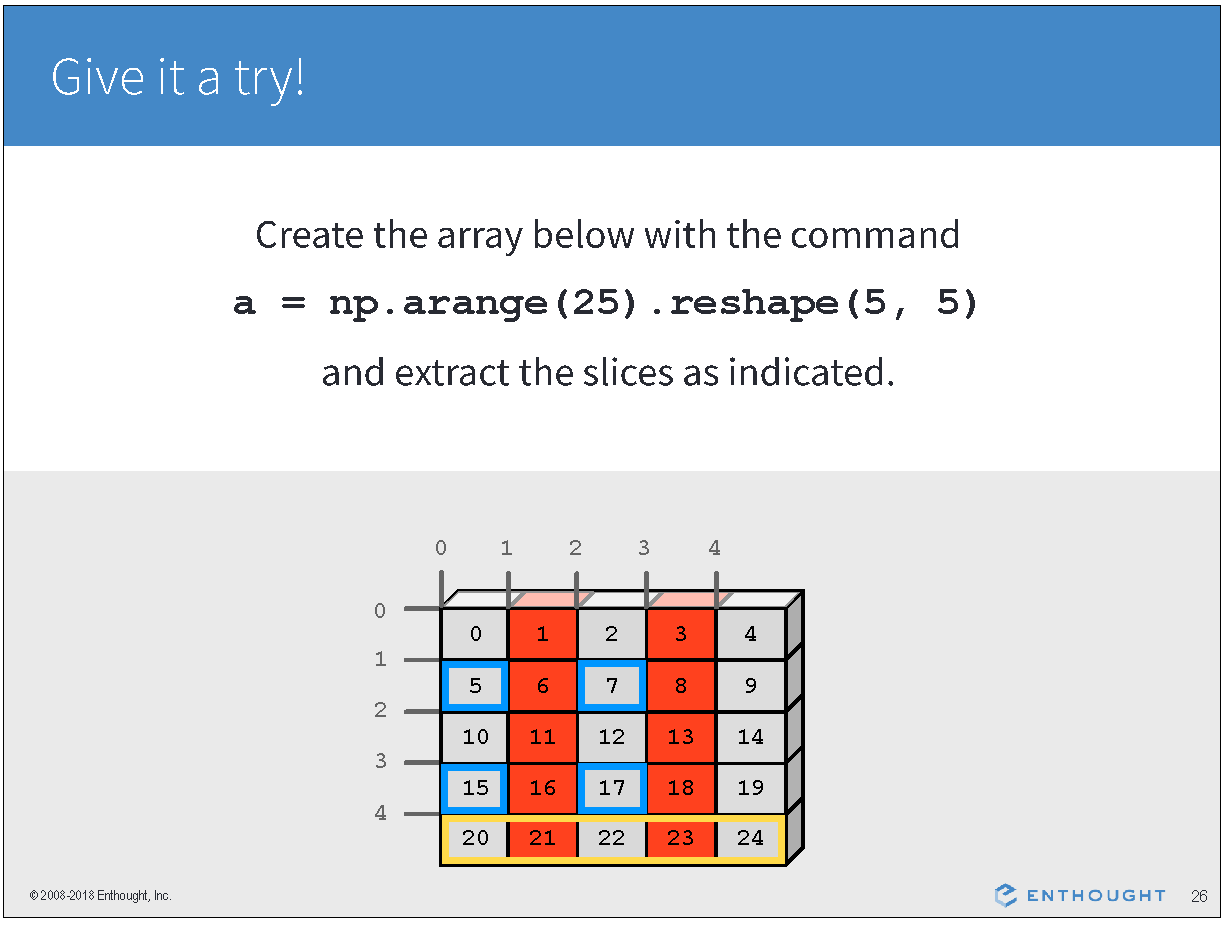 Give it a try!
Create the array below with the command
a = np.arange(25).reshape(5, 5)
and extract the slices as indicated.
0 1 2 3 4
0
0 1 2 3 4
1
5 6 7 8 9
2
10 11 12 13 14
3
15 16 17 18 19
4
20 21 22 23 24
© 2008-2018 Enthought, Inc.
ENTHOUGHT
26